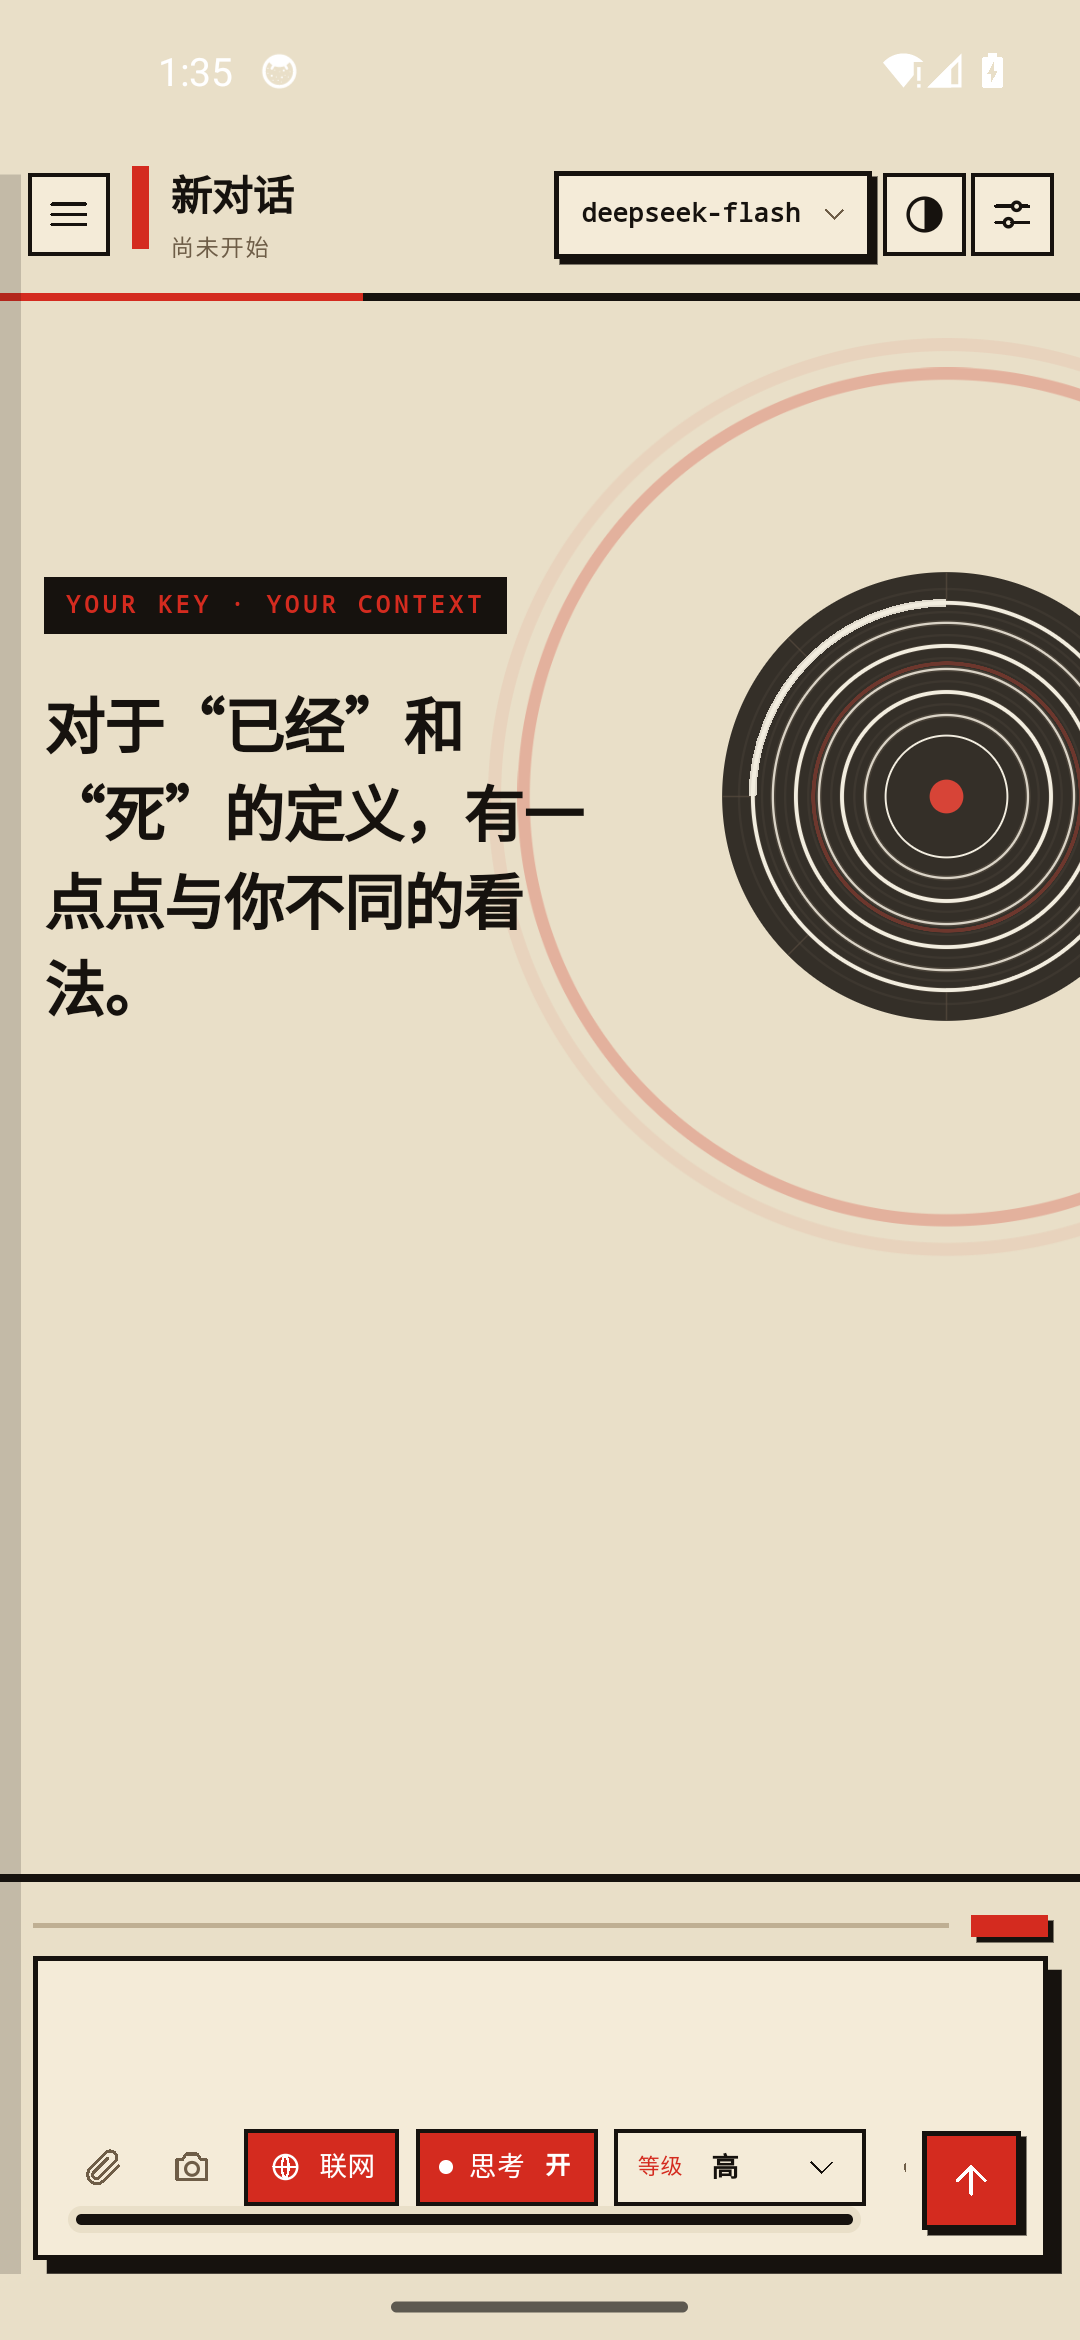 1:35
新对话
尚未开始
deepseek-flash
YOUR KEY · YOUR CONTEXT
对于“已经”和
“死”的定义，有一
点点与你不同的看
法。
联网
思考 开
等级 高